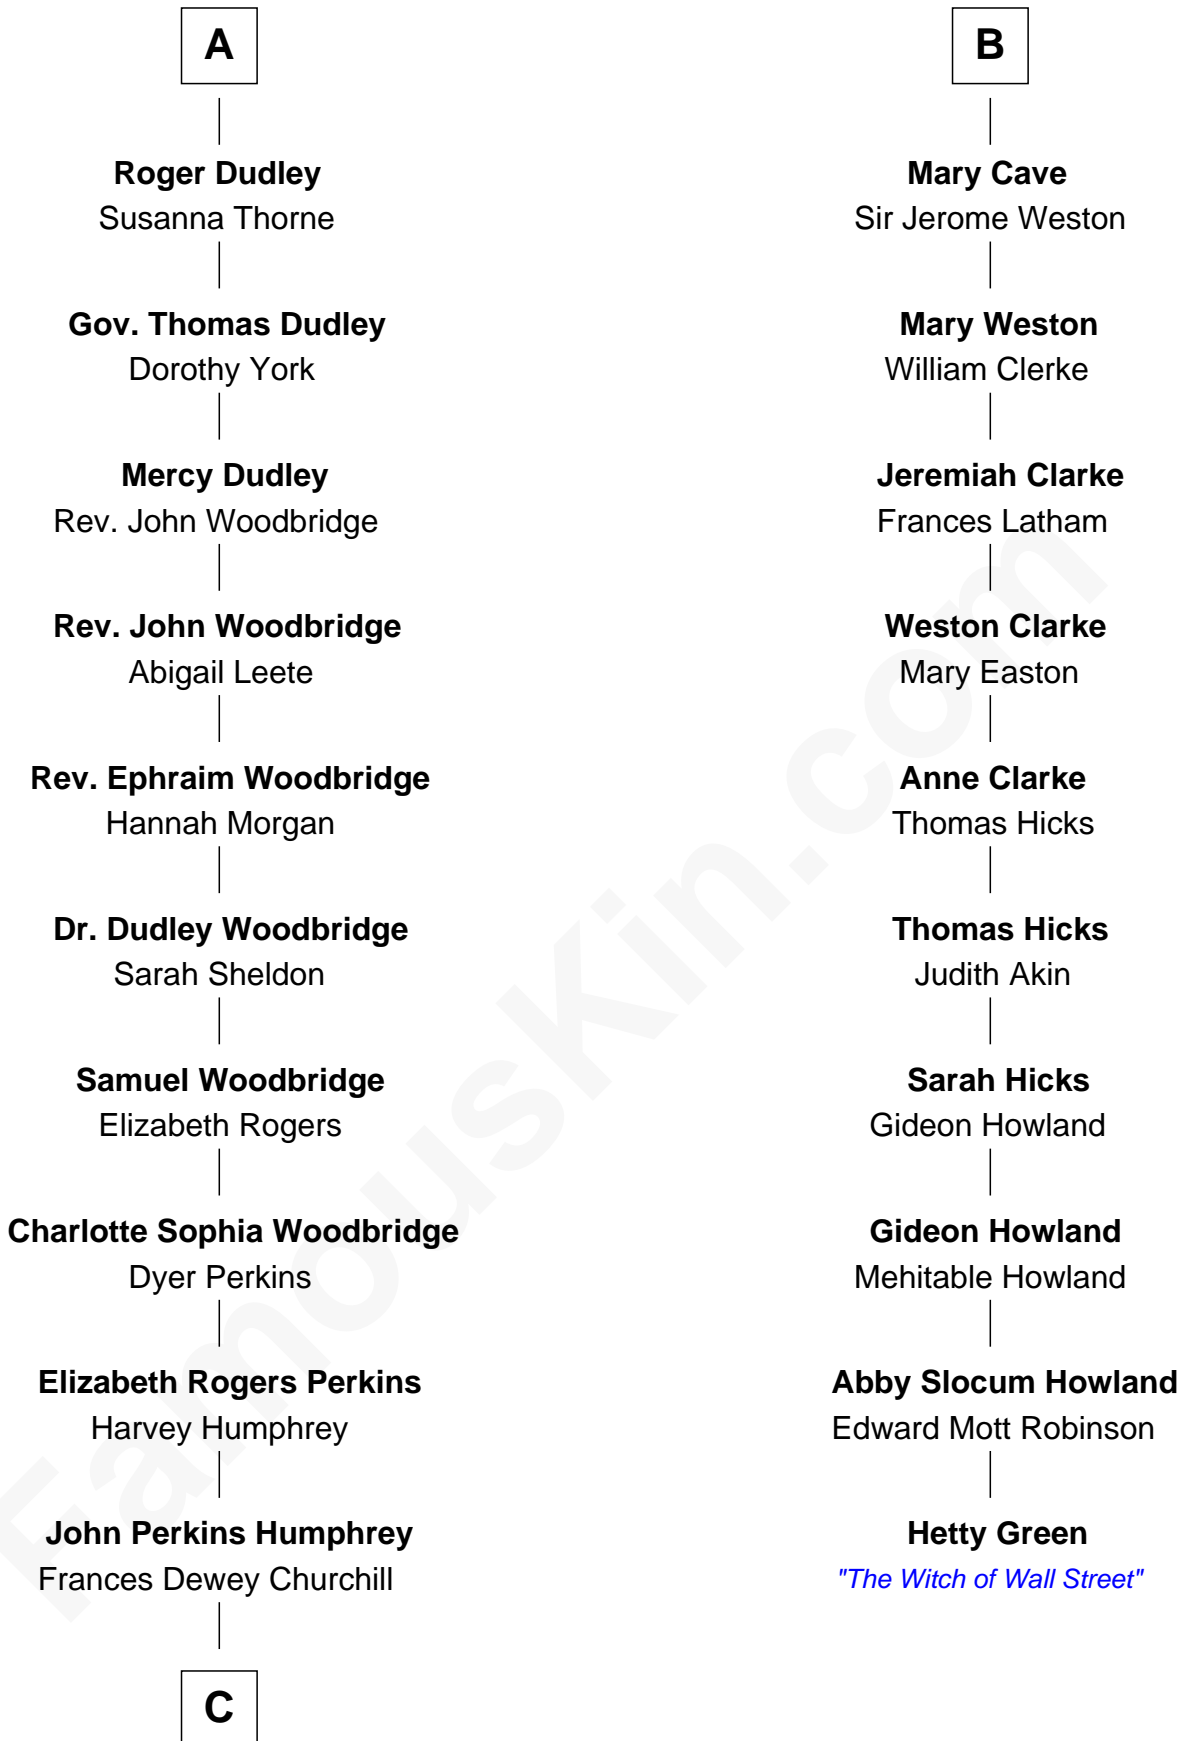 A
Roger Dudley
Susanna Thorne
Gov. Thomas Dudley
Dorothy York
Mercy Dudley
Rev. John Woodbridge
Rev. John Woodbridge
Abigail Leete
Rev. Ephraim Woodbridge
Hannah Morgan
Dr. Dudley Woodbridge
Sarah Sheldon
Samuel Woodbridge
Elizabeth Rogers
Charlotte Sophia Woodbridge
Dyer Perkins
Elizabeth Rogers Perkins
Harvey Humphrey
John Perkins Humphrey
Frances Dewey Churchill
C
B
Mary Cave
Sir Jerome Weston
Mary Weston
William Clerke
Jeremiah Clarke
Frances Latham
Weston Clarke
Mary Easton
Anne Clarke
Thomas Hicks
Thomas Hicks
Judith Akin
Sarah Hicks
Gideon Howland
Gideon Howland
Mehitable Howland
Abby Slocum Howland
Edward Mott Robinson
Hetty Green
"The Witch of Wall Street"
FamousKin.com